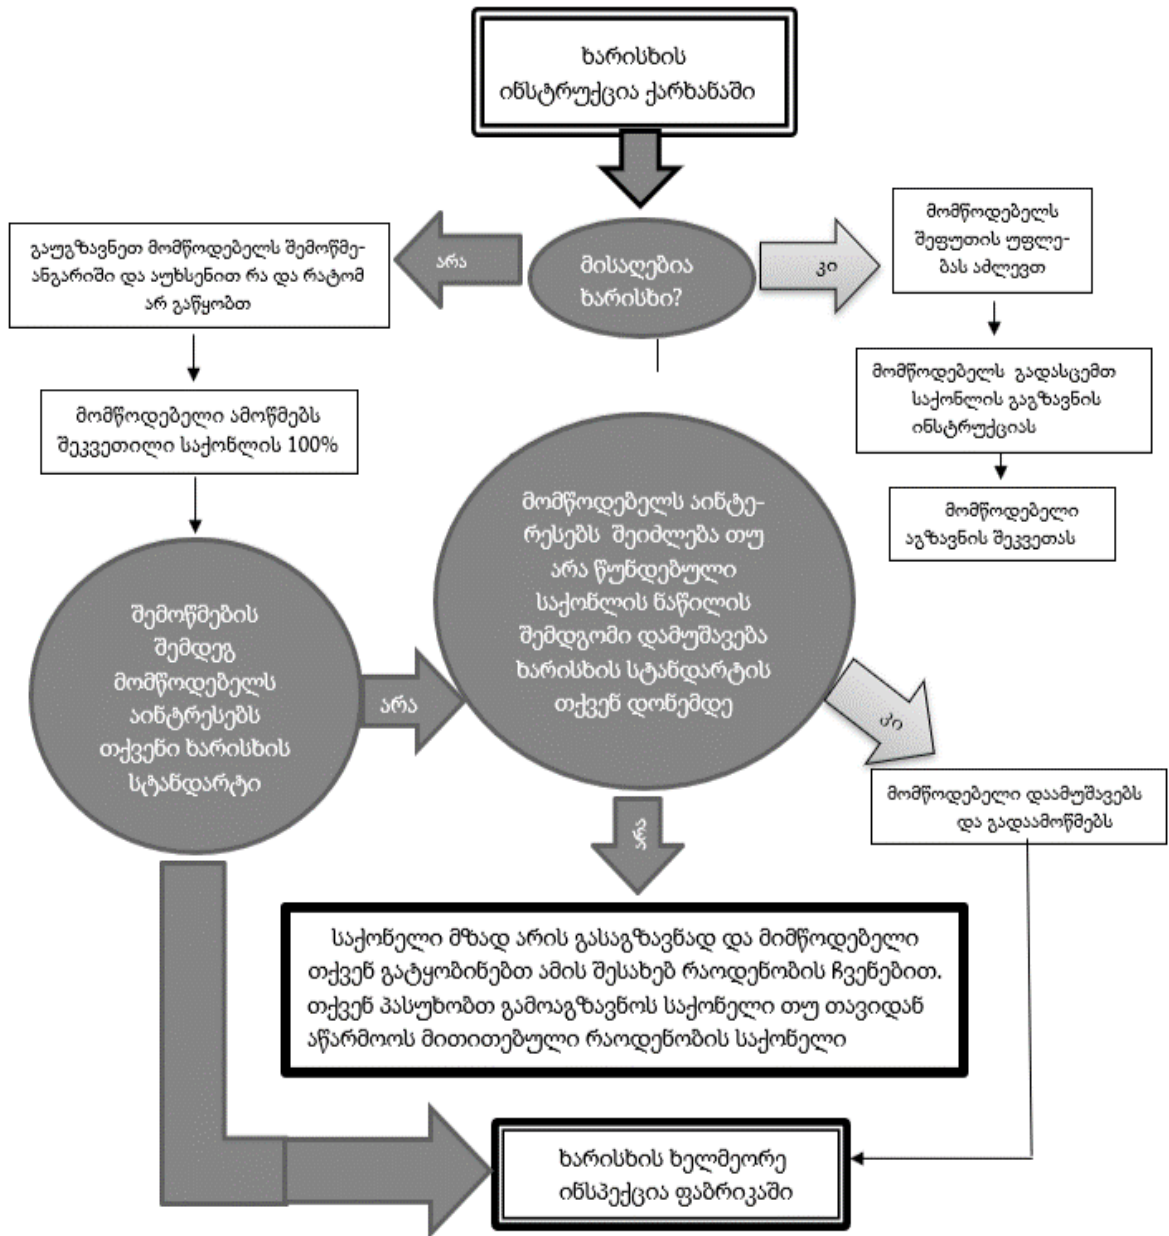 ხარისხის
ინსტრუქცია ქარხანაში
არა
მისაღებია
ხარისხი?
კი
მომწოდებელს
შეფუთის უფლე-
ბას აძლევთ
გაუგზავნეთ მომწოდებელს შემოწმე-
ანგარიში და აუხსენით რა და რატომ
არ გაწყობთ
მომწოდებელს გადასცემთ
საქონლის გაგზავნის
ინსტრუქციას
მომწოდებელი ამოწმებს
შეკვეთილი საქონლის 100%
მომწოდებელი
აგზავნის შეკვეთას
მომწოდებელს აინტე-
რესებს შეიძლება თუ
არა წუნდებული
საქონლის ნაწილის
შემდგომი დამუშავება
ხარისხის სტანდარტის
თქვენ დონემდე
შემოწმების
შემდეგ
მომწოდებელს
აინტრესებს
თქვენი ხარისხის
სტანდარტი
არა
კი
მომწოდებელი დაამუშავებს
და გადაამოწმებს
არა
საქონელი მზად არის გასაგზავნად და მიმწოდებელი
თქვენ გატყობინებთ ამის შესახებ რაოდენობის ჩვენებით.
თქვენ პასუხობთ გამოაგზავნოს საქონელი თუ თავიდან
აწარმოოს მითითებული რაოდენობის საქონელი
ხარისხის ხელმეორე
ინსპექცია ფაბრიკაში